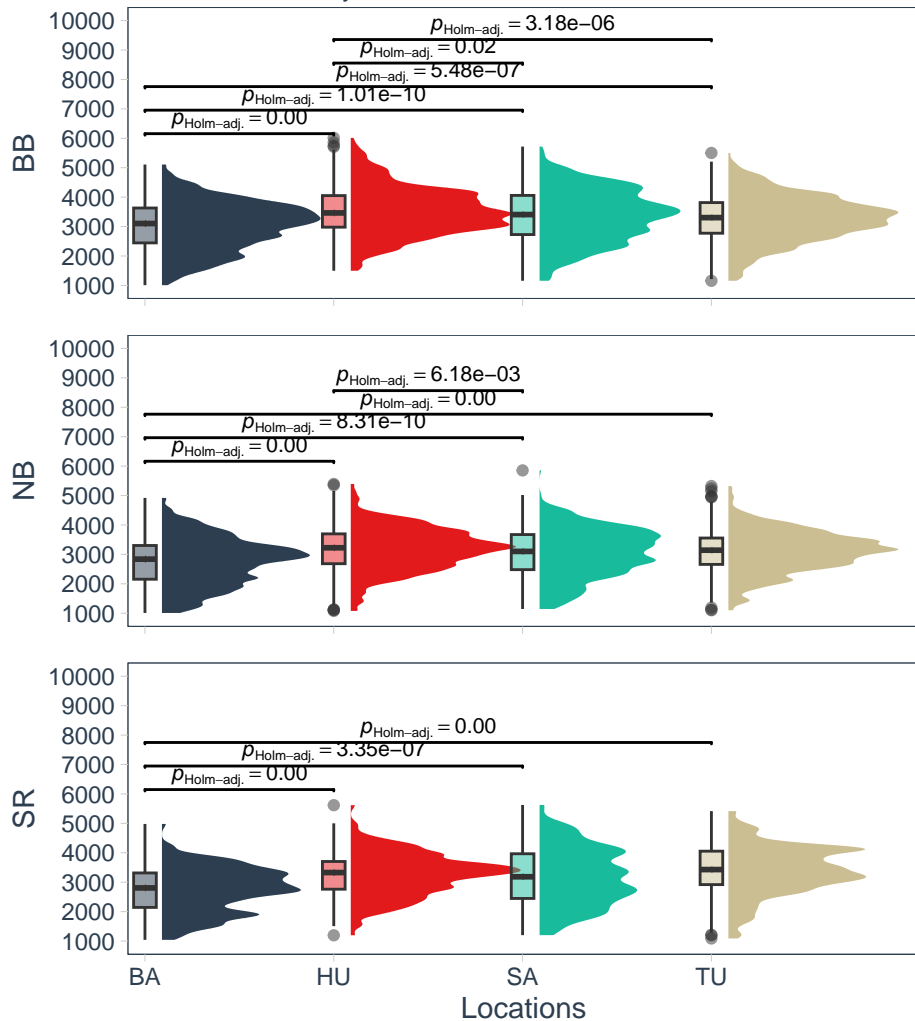 10000
9000
8000
7000
6000
5000
4000
3000
2000
1000
BB
pHolm−adj. = 3.18e−06
pHolm−adj. = 0.02
pHolm−adj. = 5.48e−07
pHolm−adj. = 1.01e−10
pHolm−adj. = 0.00
10000
9000
8000
7000
6000
5000
4000
3000
2000
1000
NB
pHolm−adj. = 6.18e−03
pHolm−adj. = 0.00
pHolm−adj. = 8.31e−10
pHolm−adj. = 0.00
10000
9000
8000
7000
6000
5000
4000
3000
2000
1000
SR
pHolm−adj. = 0.00
pHolm−adj. = 3.35e−07
pHolm−adj. = 0.00
BA HU SA TU
Locations